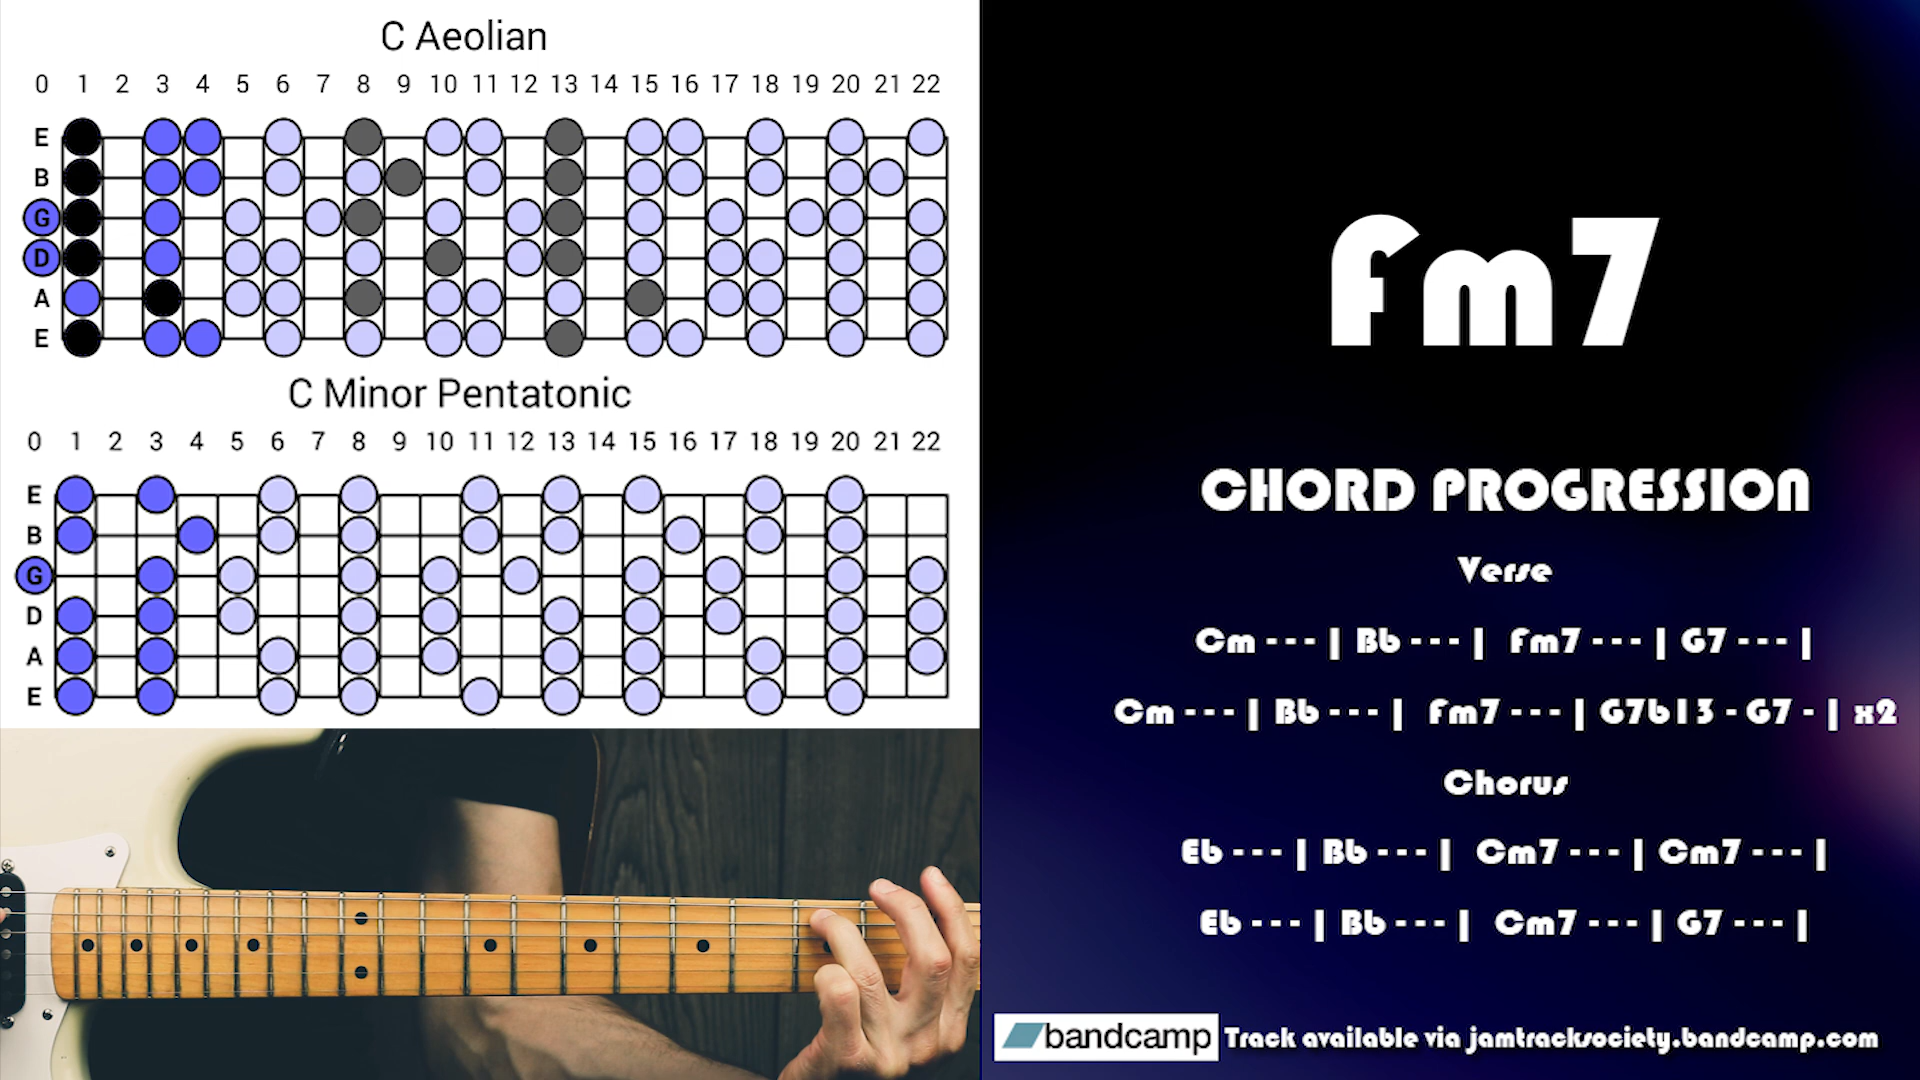 C Aeolian
0 1 2 3 4 5 6 7 8 9 10 11 12 13 14 15 16 17 18 19 20 21 22
E
B
G
D
A
E
C Minor Pentatonic
0 1 2 3 4 5 6 7 8 9 10 11 12 13 14 15 16 17 18 19 20 21 22
E
B
G
D
A
E
Fm7
CHORD PROGRESSION
Verse
Cm - - - | Bb - - - | Fm7 - - - | G7 - - - |
Cm - - - | Bb - - - | Fm7 - - - | G7b13 - G7 - | x2
Chorus
Eb - - - | Bb - - - | Cm7 - - - | Cm7 - - - |
Eb - - - | Bb - - - | Cm7 - - - | G7 - - - |
bandcamp Track available via jamtracksociety.bandcamp.com